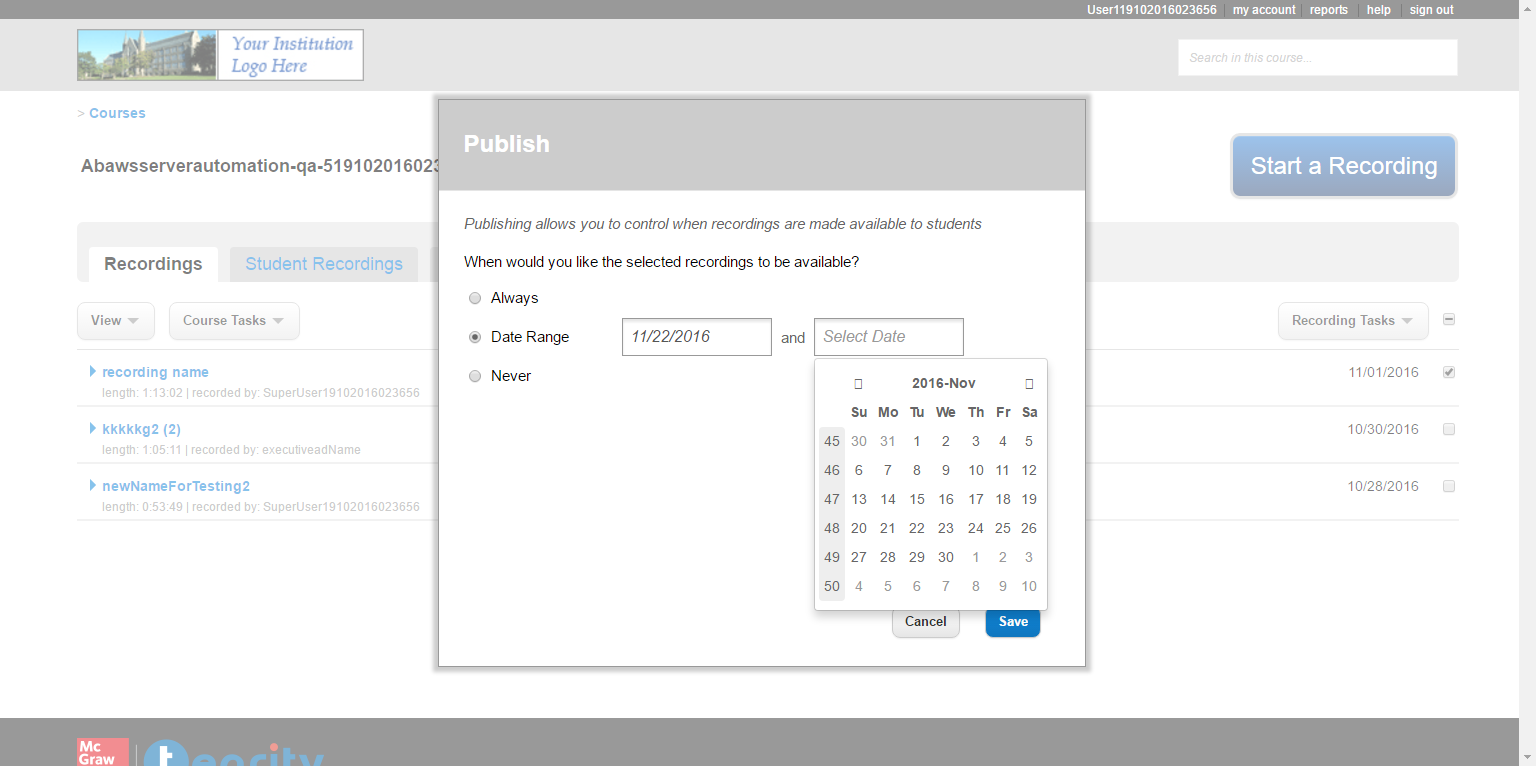 User119102016023656 my account reports help sign out
Your Institution
Logo Here
Search in this course...
> Courses
Abawsserverautomation-qa-51910201602
Start a Recording
Recordings Student Recordings
View Course Tasks Recording Tasks
recording name 11/01/2016
length: 1:13:02 | recorded by: SuperUser19102016023656
kkkkkg2 (2) 10/30/2016
length: 1:05:11 | recorded by: executiveadName
newNameForTesting2 10/28/2016
length: 0:53:49 | recorded by: SuperUser19102016023656
Publish
Publishing allows you to control when recordings are made available to students
When would you like the selected recordings to be available?
Always
Date Range 11/22/2016 and Select Date
Never
2016-Nov
Su Mo Tu We Th Fr Sa
45 30 31 1 2 3 4 5
46 6 7 8 9 10 11 12
47 13 14 15 16 17 18 19
48 20 21 22 23 24 25 26
49 27 28 29 30 1 2 3
50 4 5 6 7 8 9 10
Cancel Save
Mc
Graw